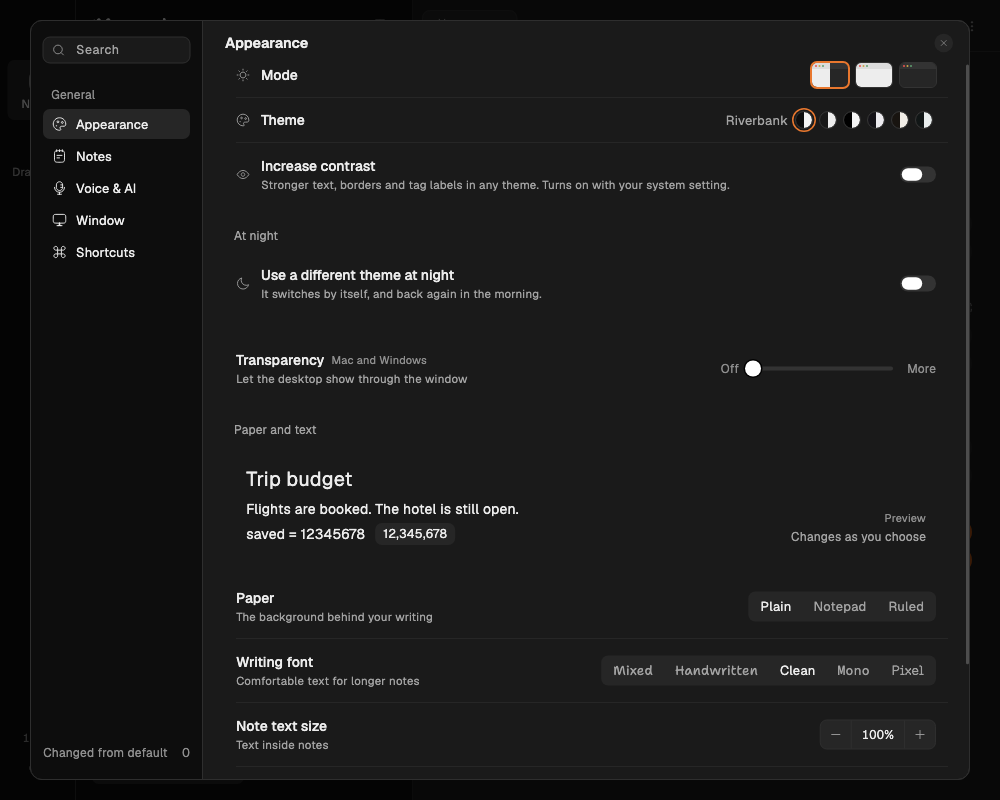 Search
General
Appearance
Notes
Voice & AI
Window
Shortcuts
Changed from default 0
Appearance
Mode
Theme
Riverbank
Increase contrast
Stronger text, borders and tag labels in any theme. Turns on with your system setting.
At night
Use a different theme at night
It switches by itself, and back again in the morning.
Transparency Mac and Windows
Let the desktop show through the window
Off More
Paper and text
Trip budget
Flights are booked. The hotel is still open.
saved = 12345678 12,345,678
Preview
Changes as you choose
Paper
The background behind your writing
Plain Notepad Ruled
Writing font
Comfortable text for longer notes
Mixed Handwritten Clean Mono Pixel
Note text size
Text inside notes
− 100% +